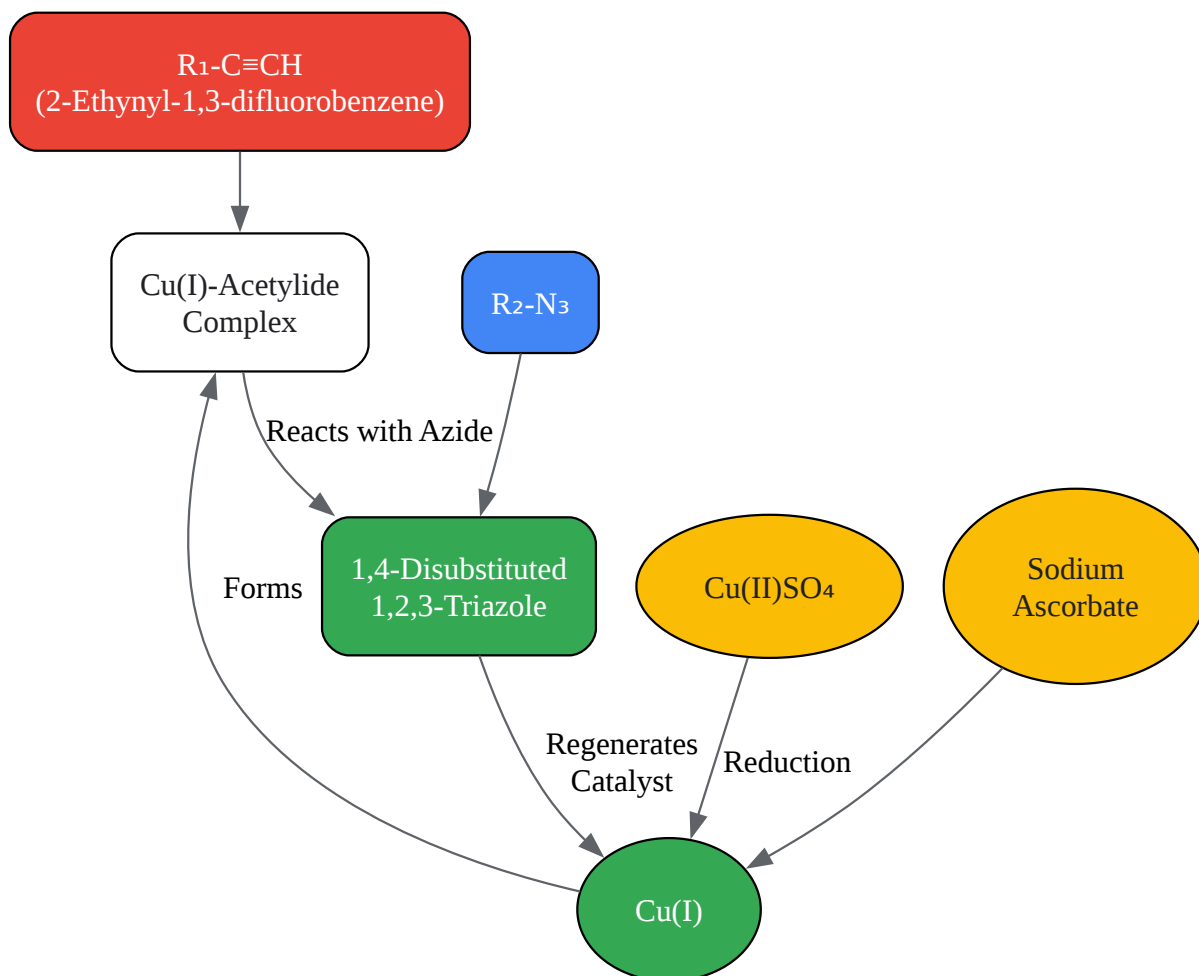 R₁-C≡CH
(2-Ethynyl-1,3-difluorobenzene)
Cu(I)-Acetylide
Complex
R₂-N₃
Reacts with Azide
Forms
1,4-Disubstituted
1,2,3-Triazole
Cu(II)SO₄
Sodium
Ascorbate
Regenerates
Catalyst
Reduction
Cu(I)